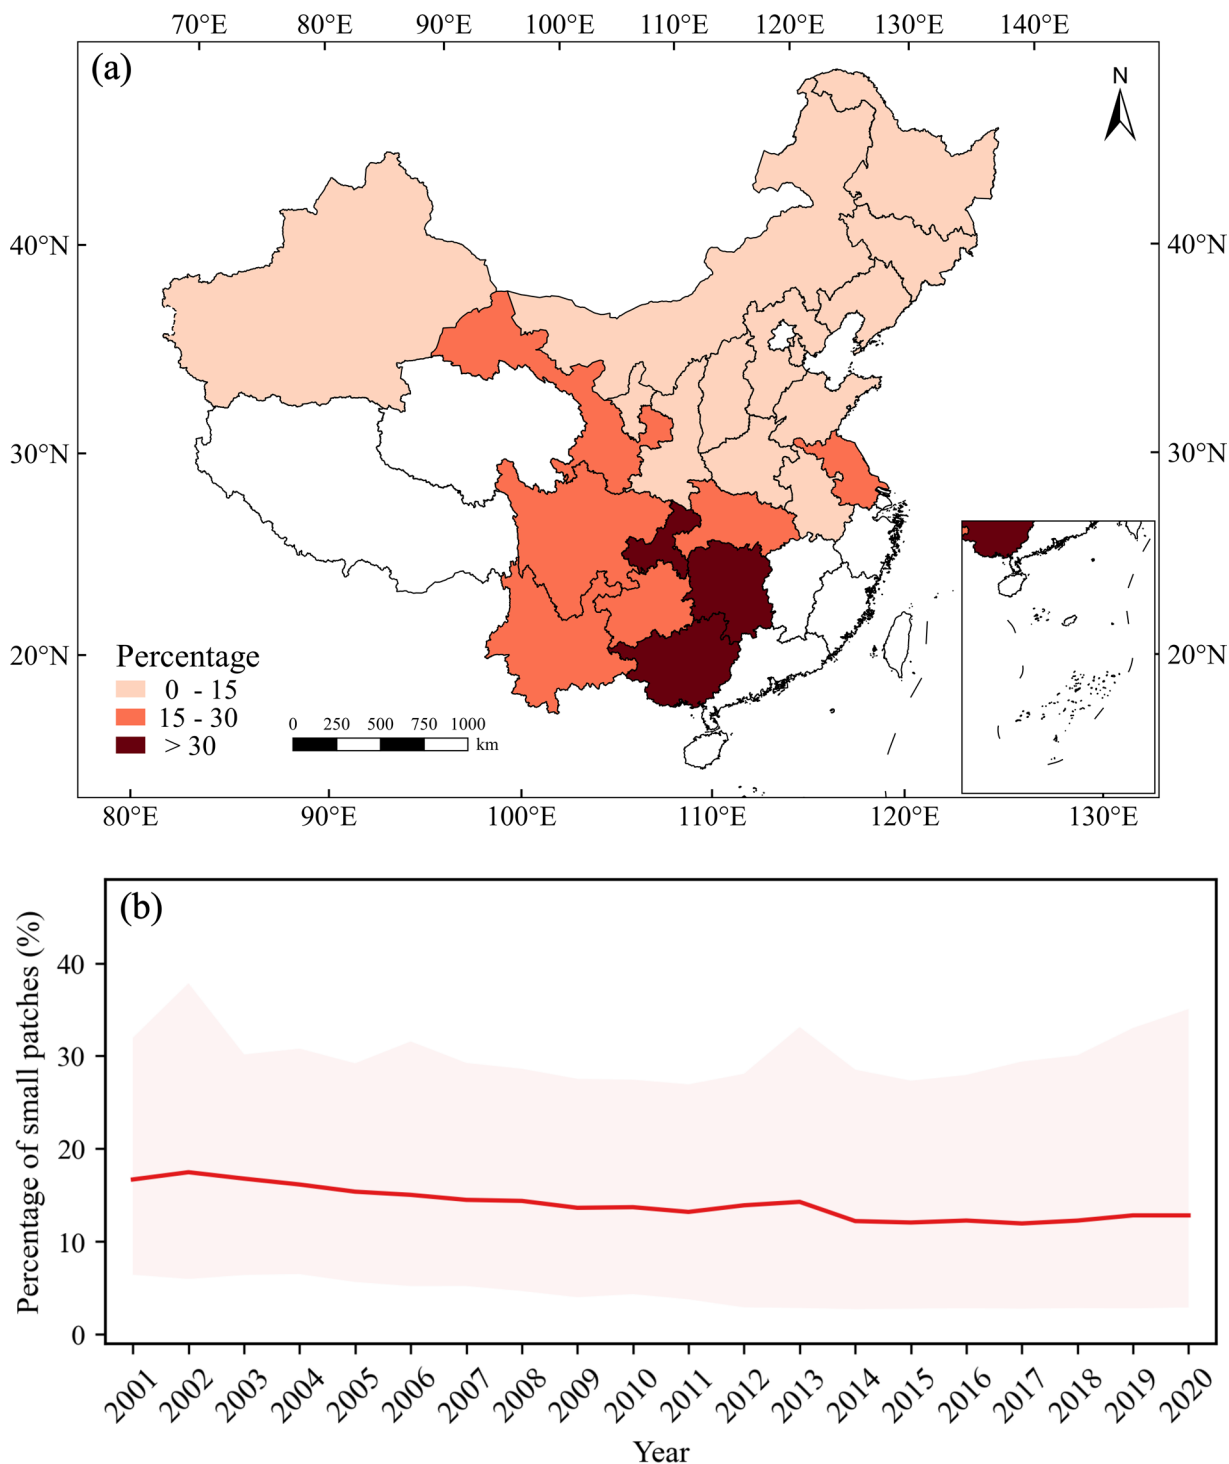 70°E 80°E 90°E 100°E 110°E 120°E 130°E 140°E
(a)
N
40°N 40°N
30°N 30°N
20°N 20°N
Percentage
0 - 15
15 - 30
> 30
0 250 500 750 1000
km
80°E 90°E 100°E 110°E 120°E 130°E
(b)
Percentage of small patches (%)
40
30
20
10
0
2001 2002 2003 2004 2005 2006 2007 2008 2009 2010 2011 2012 2013 2014 2015 2016 2017 2018 2019 2020
Year